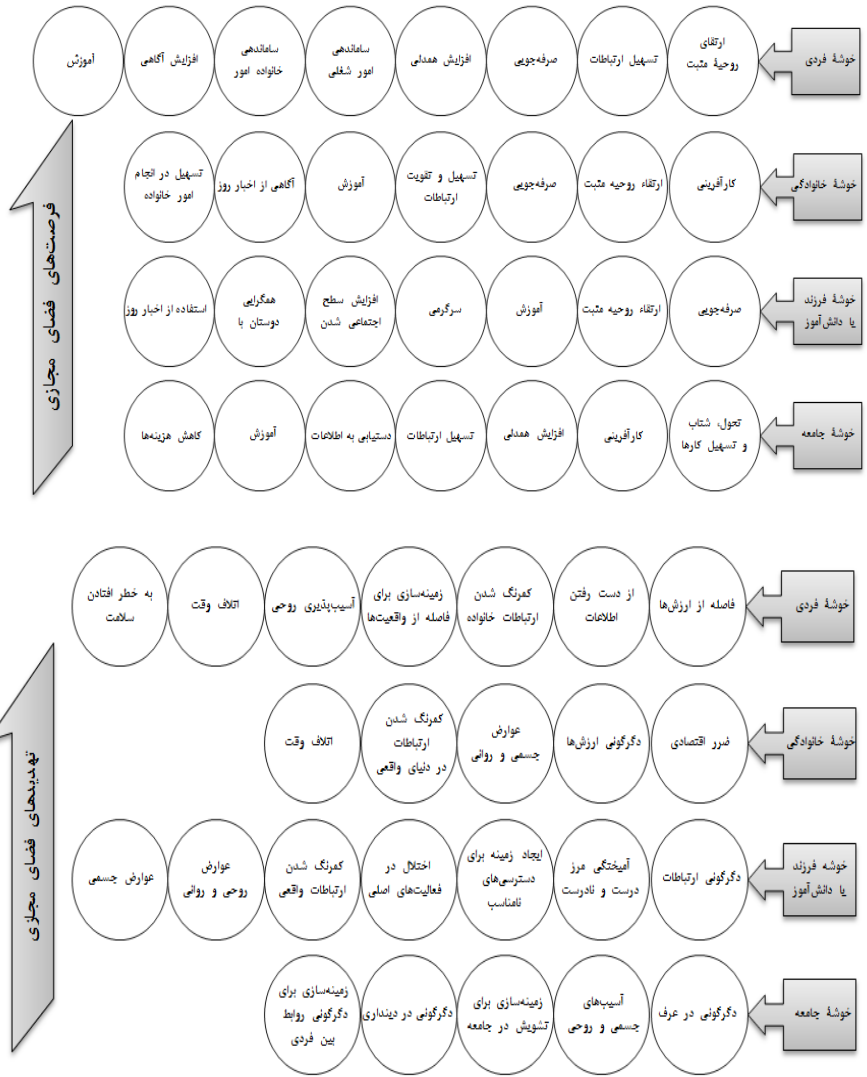 خوشهٔ فردی
ارتقای
روحیهٔ مثبت
تسهیل ارتباطات
صرفه‌جویی
افزایش همدلی
ساماندهی
امور شغلی
ساماندهی
خانواده امور
افزایش آگاهی
آموزش
خوشهٔ خانوادگی
کارآفرینی
ارتقاء روحیه مثبت
صرفه‌جویی
تسهیل و تقویت
ارتباطات
آموزش
آگاهی از اخبار روز
تسهیل در انجام
امور خانواده
خوشهٔ فرزند
یا دانش‌آموز
صرفه‌جویی
ارتقاء روحیه مثبت
آموزش
سرگرمی
افزایش سطح
اجتماعی شدن
همگرایی
دوستان با
استفاده از اخبار روز
خوشهٔ جامعه
تحول، شتاب
و تسهیل کارها
کارآفرینی
افزایش همدلی
تسهیل ارتباطات
دستیابی به اطلاعات
آموزش
کاهش هزینه‌ها
فرصت‌های فضای مجازی
خوشهٔ فردی
فاصله از ارزش‌ها
از دست رفتن
اطلاعات
کمرنگ شدن
ارتباطات خانواده
زمینه‌سازی برای
فاصله از واقعیت‌ها
آسیب‌پذیری روحی
اتلاف وقت
به خطر افتادن
سلامت
خوشهٔ خانوادگی
ضرر اقتصادی
دگرگونی ارزش‌ها
عوارض
جسمی و روانی
کمرنگ شدن
ارتباطات
در دنیای واقعی
اتلاف وقت
خوشه فرزند
یا دانش‌آموز
دگرگونی ارتباطات
آمیختگی مرز
درست و نادرست
ایجاد زمینه برای
دسترسی‌های
نامناسب
اختلال در
فعالیت‌های اصلی
کمرنگ شدن
ارتباطات واقعی
عوارض
روحی و روانی
عوارض جسمی
خوشهٔ جامعه
دگرگونی در عرف
آسیب‌های
جسمی و روحی
زمینه‌سازی برای
تشویش در جامعه
دگرگونی در دینداری
زمینه‌سازی برای
دگرگونی روابط
بین فردی
تهدیدهای فضای مجازی